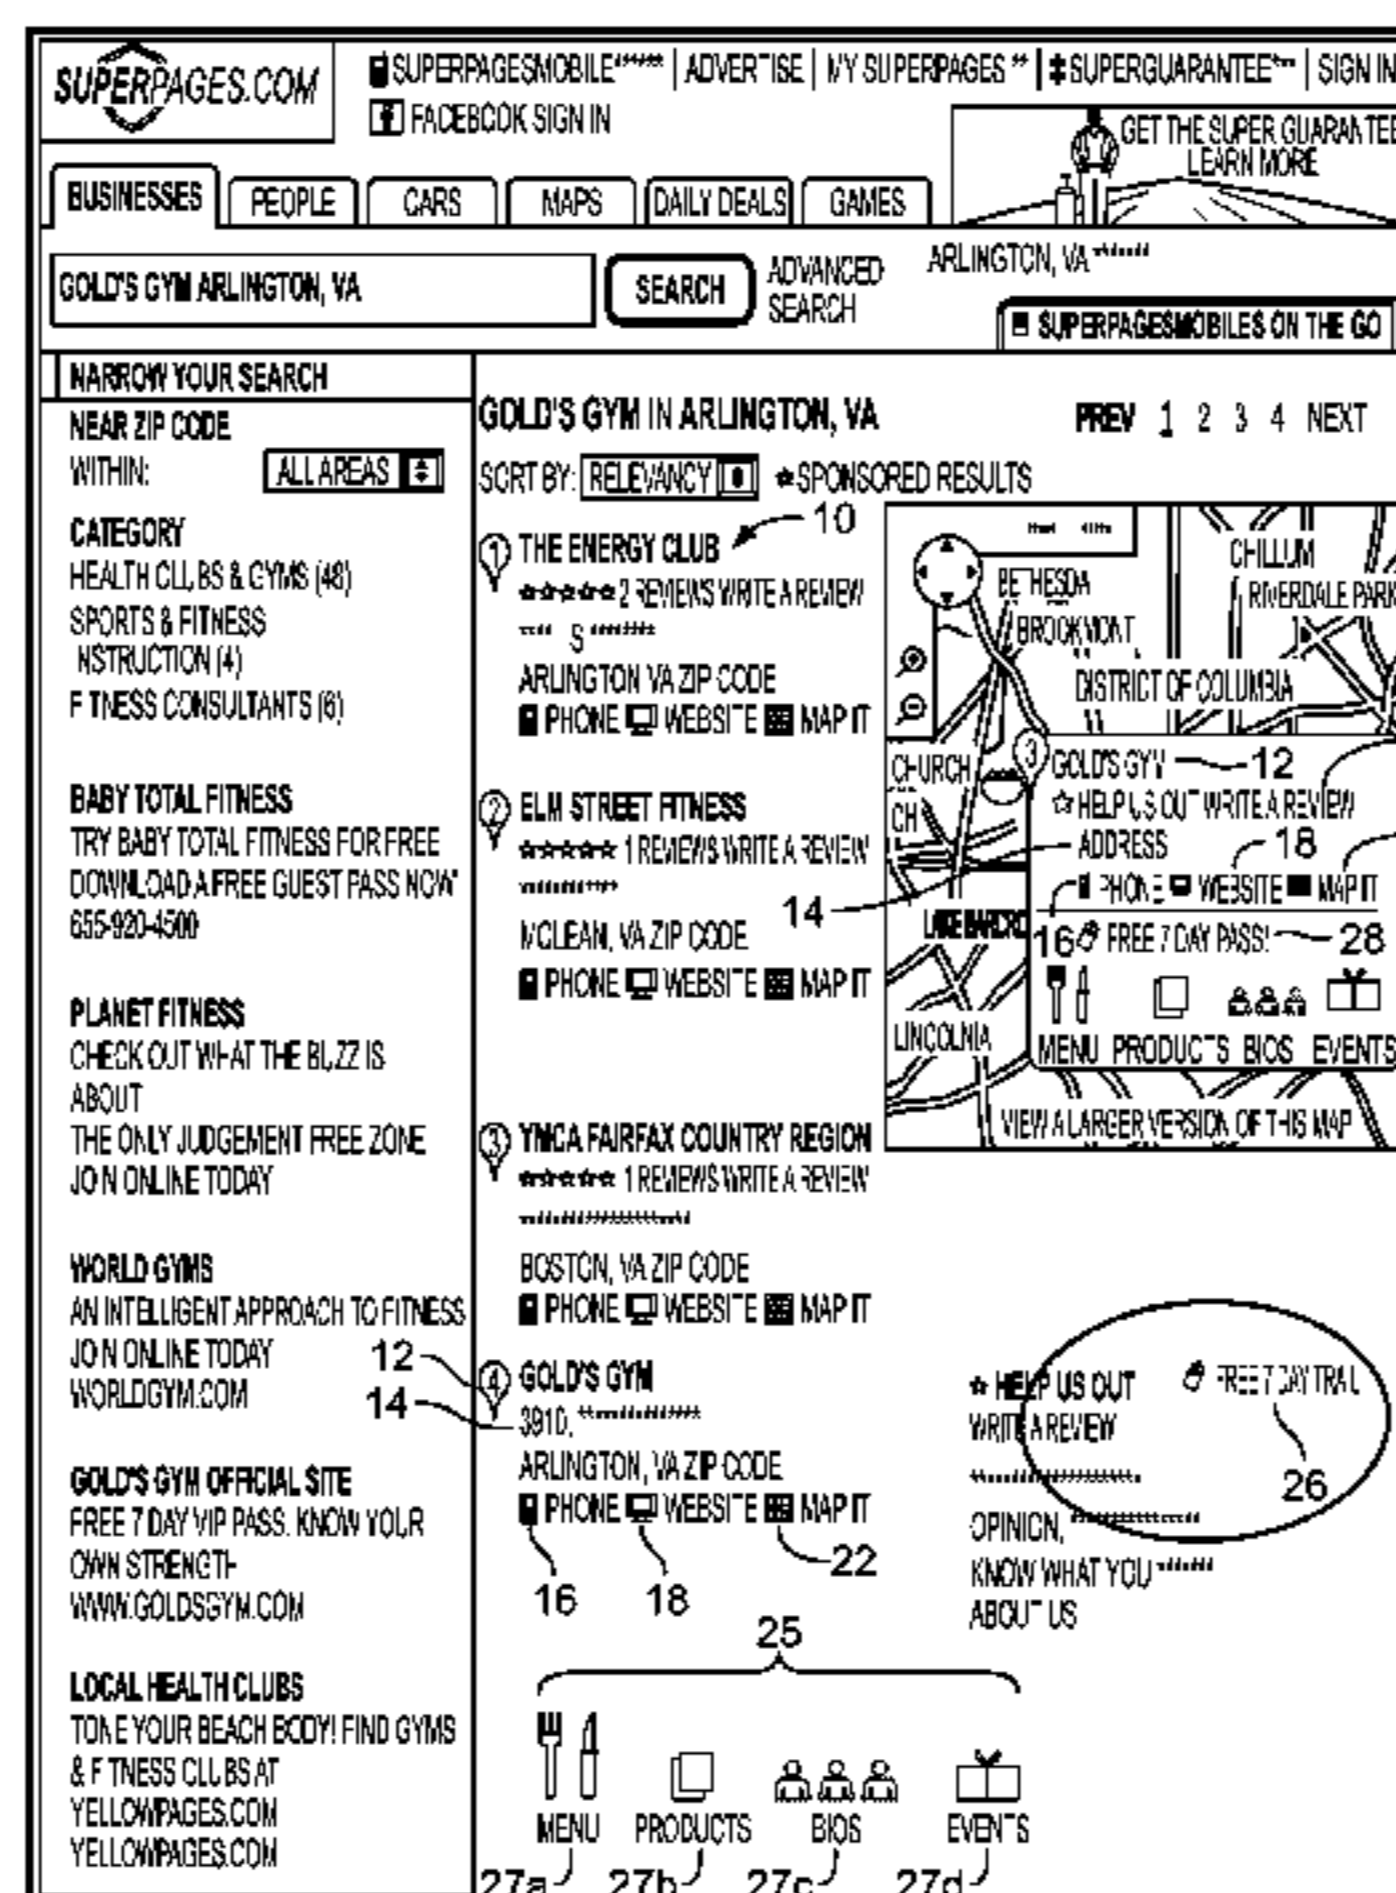 SUPERPAGES.COM
SUPERPAGESMOBILE****** | ADVERTISE | MY SUPERPAGES ** | SUPERGUARANTEE*** | SIGN IN
FACEBOOK SIGN IN
GET THE SUPER GUARANTEE
LEARN MORE
BUSINESSES PEOPLE CARS MAPS DAILY DEALS GAMES
GOLD'S GYM ARLINGTON, VA
SEARCH
ADVANCED
SEARCH
ARLINGTON, VA
SUPERPAGESMOBILES ON THE GO
NARROW YOUR SEARCH
NEAR ZIP CODE
WITHIN: ALL AREAS
CATEGORY
HEALTH CLUBS & GYMS (48)
SPORTS & FITNESS
INSTRUCTION (4)
FITNESS CONSULTANTS (6)
BABY TOTAL FITNESS
TRY BABY TOTAL FITNESS FOR FREE
DOWNLOAD A FREE GUEST PASS NOW*
655-920-4500
PLANET FITNESS
CHECK OUT WHAT THE BUZZ IS
ABOUT
THE ONLY JUDGEMENT FREE ZONE
JOIN ONLINE TODAY
WORLD GYMS
AN INTELLIGENT APPROACH TO FITNESS
JOIN ONLINE TODAY
WORLDGYM.COM
GOLD'S GYM OFFICIAL SITE
FREE 7 DAY VIP PASS. KNOW YOUR
OWN STRENGTH
WWW.GOLDSGYM.COM
LOCAL HEALTH CLUBS
TONE YOUR BEACH BODY! FIND GYMS
& FITNESS CLUBS AT
YELLOWPAGES.COM
YELLOWPAGES.COM
GOLD'S GYM IN ARLINGTON, VA
PREV 1 2 3 4 NEXT
SORT BY: RELEVANCY *SPONSORED RESULTS
10
1 THE ENERGY CLUB
2 REVIEWS WRITE A REVIEW
S
ARLINGTON VA ZIP CODE
PHONE WEBSITE MAP IT
2 ELM STREET FITNESS
1 REVIEWS WRITE A REVIEW
MCLEAN, VA ZIP CODE
PHONE WEBSITE MAP IT
3 YMCA FAIRFAX COUNTRY REGION
1 REVIEWS WRITE A REVIEW
BOSTON, VA ZIP CODE
PHONE WEBSITE MAP IT
12
4 GOLD'S GYM
14
3910,
ARLINGTON, VA ZIP CODE
PHONE WEBSITE MAP IT
16 18 22
CHILLUM
BETHESDA
RIVERDALE PARK
BROOKMONT
DISTRICT OF COLUMBIA
CHURCH
CH
3 GOLD'S GYM 12
HELP US OUT WRITE A REVIEW
ADDRESS 18
14
PHONE WEBSITE MAP IT
16 FREE 7 DAY PASS! 28
LINCOLNIA
MENU PRODUCTS BIOS EVENTS
VIEW A LARGER VERSION OF THIS MAP
HELP US OUT
WRITE A REVIEW
OPINION,
KNOW WHAT YOU
ABOUT US
FREE 7 DAY TRAIL
26
25
MENU PRODUCTS BIOS EVENTS
27a 27b 27c 27d